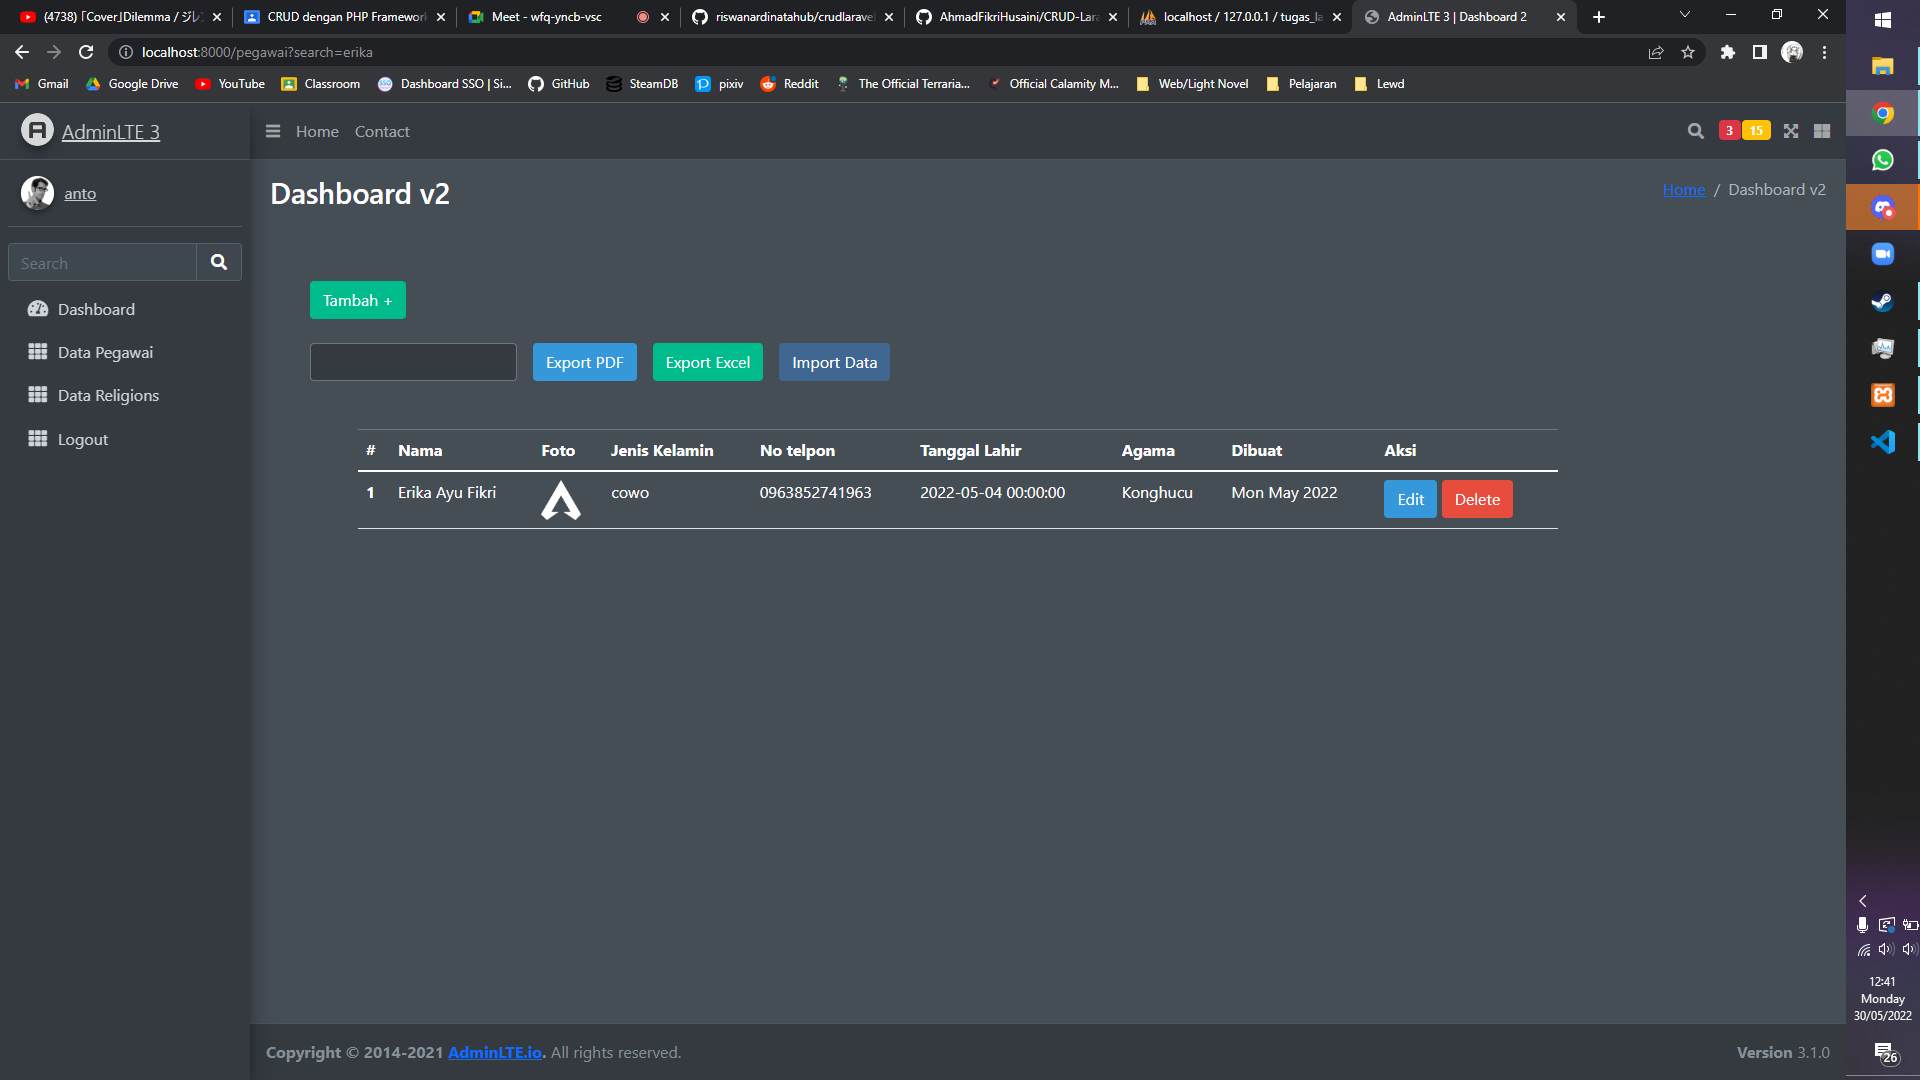 (4738) 「Cover」Dilemma / ジレン
CRUD dengan PHP Framework
Meet - wfq-yncb-vsc
riswanardinatahub/crudlaravel
AhmadFikriHusaini/CRUD-Lara
localhost / 127.0.0.1 / tugas_la
AdminLTE 3 | Dashboard 2
localhost:8000/pegawai?search=erika
Gmail
Google Drive
YouTube
Classroom
Dashboard SSO | Si...
GitHub
SteamDB
pixiv
Reddit
The Official Terraria...
Official Calamity M...
Web/Light Novel
Pelajaran
Lewd
AdminLTE 3
Home
Contact
3
15
anto
Dashboard v2
Home / Dashboard v2
Search
Dashboard
Data Pegawai
Data Religions
Logout
Tambah +
Export PDF
Export Excel
Import Data
# Nama Foto Jenis Kelamin No telpon Tanggal Lahir Agama Dibuat Aksi
1 Erika Ayu Fikri cowo 0963852741963 2022-05-04 00:00:00 Konghucu Mon May 2022 Edit Delete
Copyright © 2014-2021 AdminLTE.io. All rights reserved.
Version 3.1.0
12:41
Monday
30/05/2022
26